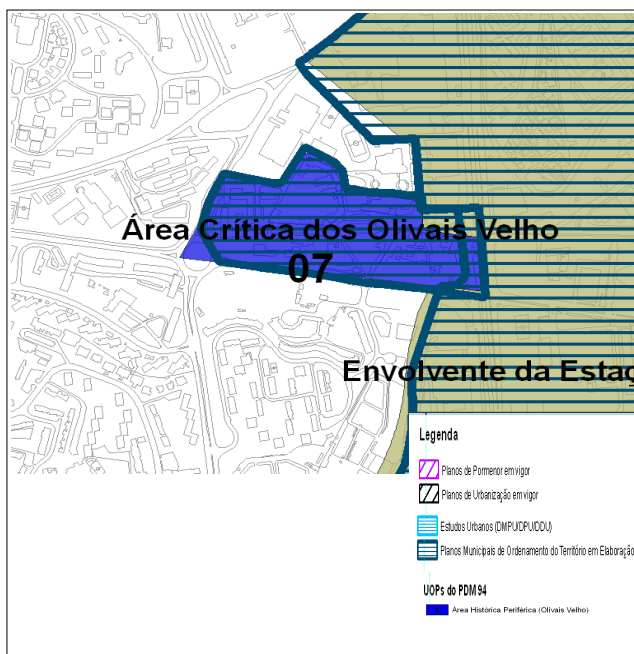 Área Crítica dos Olivais Velho
07
Envolvente da Estaç
Legenda
Planos de Pormenor em vigor
Planos de Urbanização em vigor
Estudos Urbanos (DMPU/DPU/DDU)
Planos Municipais de Ordenamento do Território em Elaboração
UOPs do PDM 94
Área Histórica Periférica (Olivais Velho)